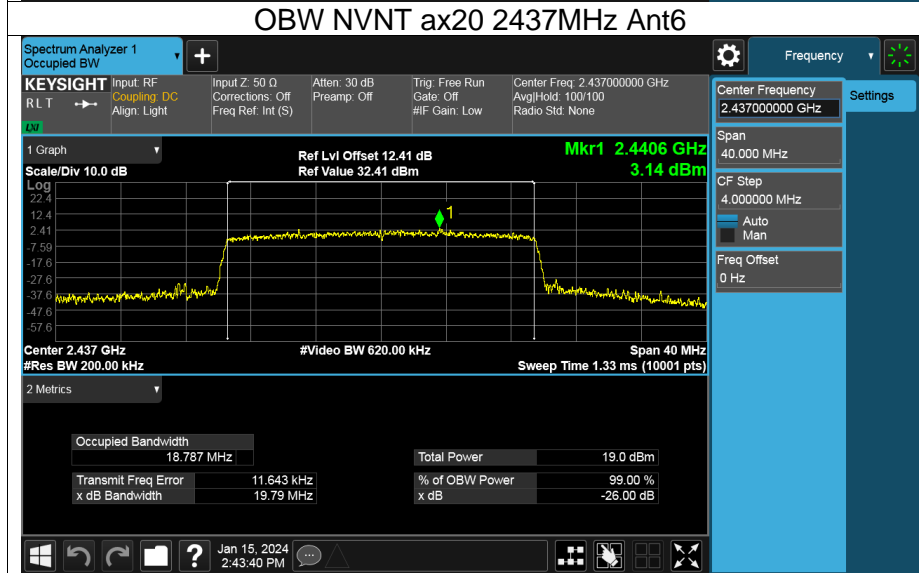 OBW NVNT ax20 2437MHz Ant6
Spectrum Analyzer 1
Occupied BW
Frequency
KEYSIGHT
RLT
LXI
Input: RF
Coupling: DC
Align: Light
Input Z: 50 Ω
Corrections: Off
Freq Ref: Int (S)
Atten: 30 dB
Preamp: Off
Trig: Free Run
Gate: Off
#IF Gain: Low
Center Freq: 2.437000000 GHz
Avg|Hold: 100/100
Radio Std: None
Center Frequency
2.437000000 GHz
Settings
Span
40.000 MHz
CF Step
4.000000 MHz
Auto
Man
Freq Offset
0 Hz
1 Graph
Scale/Div 10.0 dB
Ref Lvl Offset 12.41 dB
Ref Value 32.41 dBm
Mkr1 2.4406 GHz
3.14 dBm
Log
22.4
12.4
2.41
-7.59
-17.6
-27.6
-37.6
-47.6
-57.6
1
Center 2.437 GHz
#Res BW 200.00 kHz
#Video BW 620.00 kHz
Span 40 MHz
Sweep Time 1.33 ms (10001 pts)
2 Metrics
Occupied Bandwidth
18.787 MHz
Transmit Freq Error 11.643 kHz
x dB Bandwidth 19.79 MHz
Total Power 19.0 dBm
% of OBW Power 99.00 %
x dB -26.00 dB
?
Jan 15, 2024
2:43:40 PM